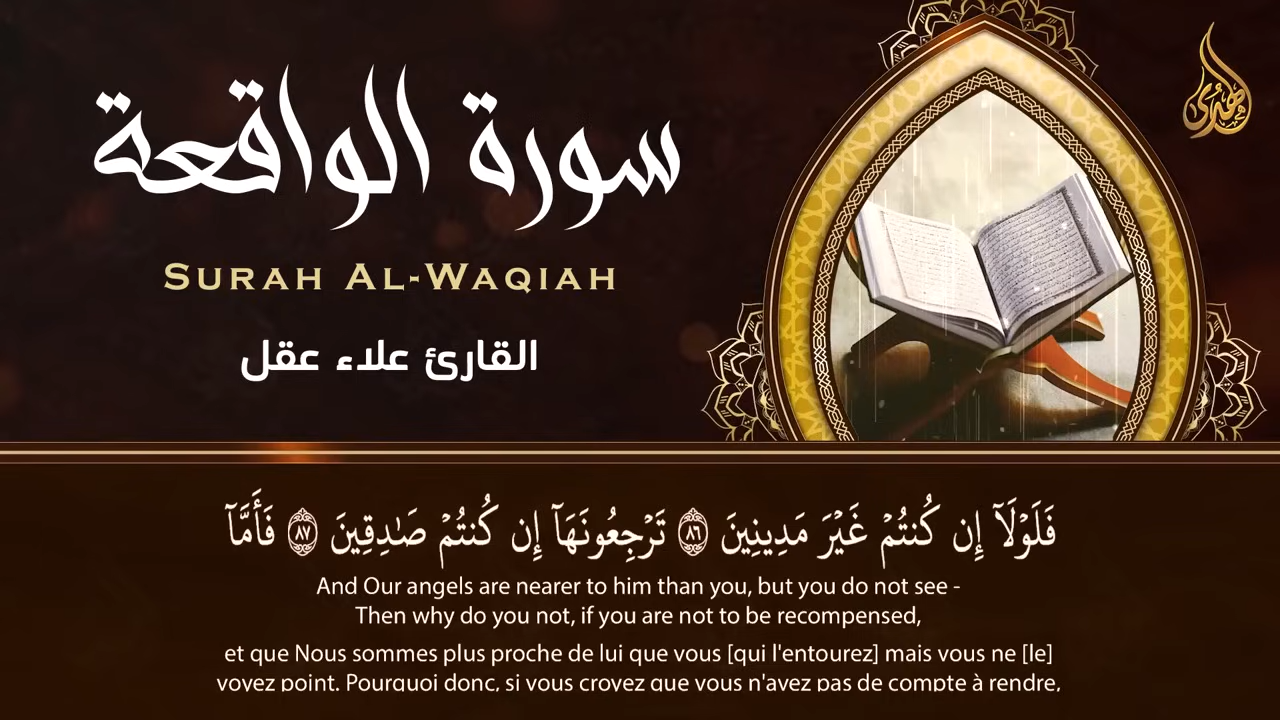 سورة الواقعة
SURAH AL-WAQIAH
القارئ علاء عقل
الهدى
فَلَوْلَآ إِن كُنتُمْ غَيْرَ مَدِينِينَ ٨٦ تَرْجِعُونَهَآ إِن كُنتُمْ صَـٰدِقِينَ ٨٧ فَأَمَّآ
And Our angels are nearer to him than you, but you do not see -
Then why do you not, if you are not to be recompensed,
et que Nous sommes plus proche de lui que vous [qui l'entourez] mais vous ne [le]
voyez point. Pourquoi donc, si vous croyez que vous n'avez pas de compte à rendre,